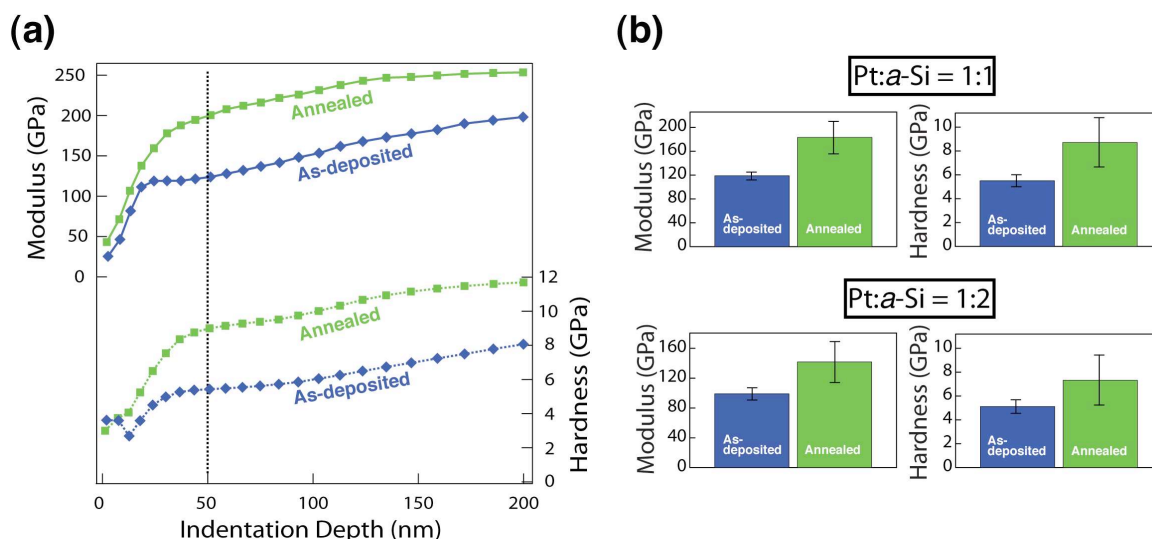 (a)
Modulus (GPa)
250
200
150
100
50
0
Annealed
As-deposited
12
10
8
6
4
2
0
Hardness (GPa)
Annealed
As-deposited
0 50 100 150 200
Indentation Depth (nm)
(b)
Pt:a-Si = 1:1
Modulus (GPa)
200
160
120
80
40
0
As-
deposited
Annealed
Hardness (GPa)
10
8
6
4
2
0
As-
deposited
Annealed
Pt:a-Si = 1:2
Modulus (GPa)
160
120
80
40
0
As-
deposited
Annealed
Hardness (GPa)
10
8
6
4
2
0
As-
deposited
Annealed